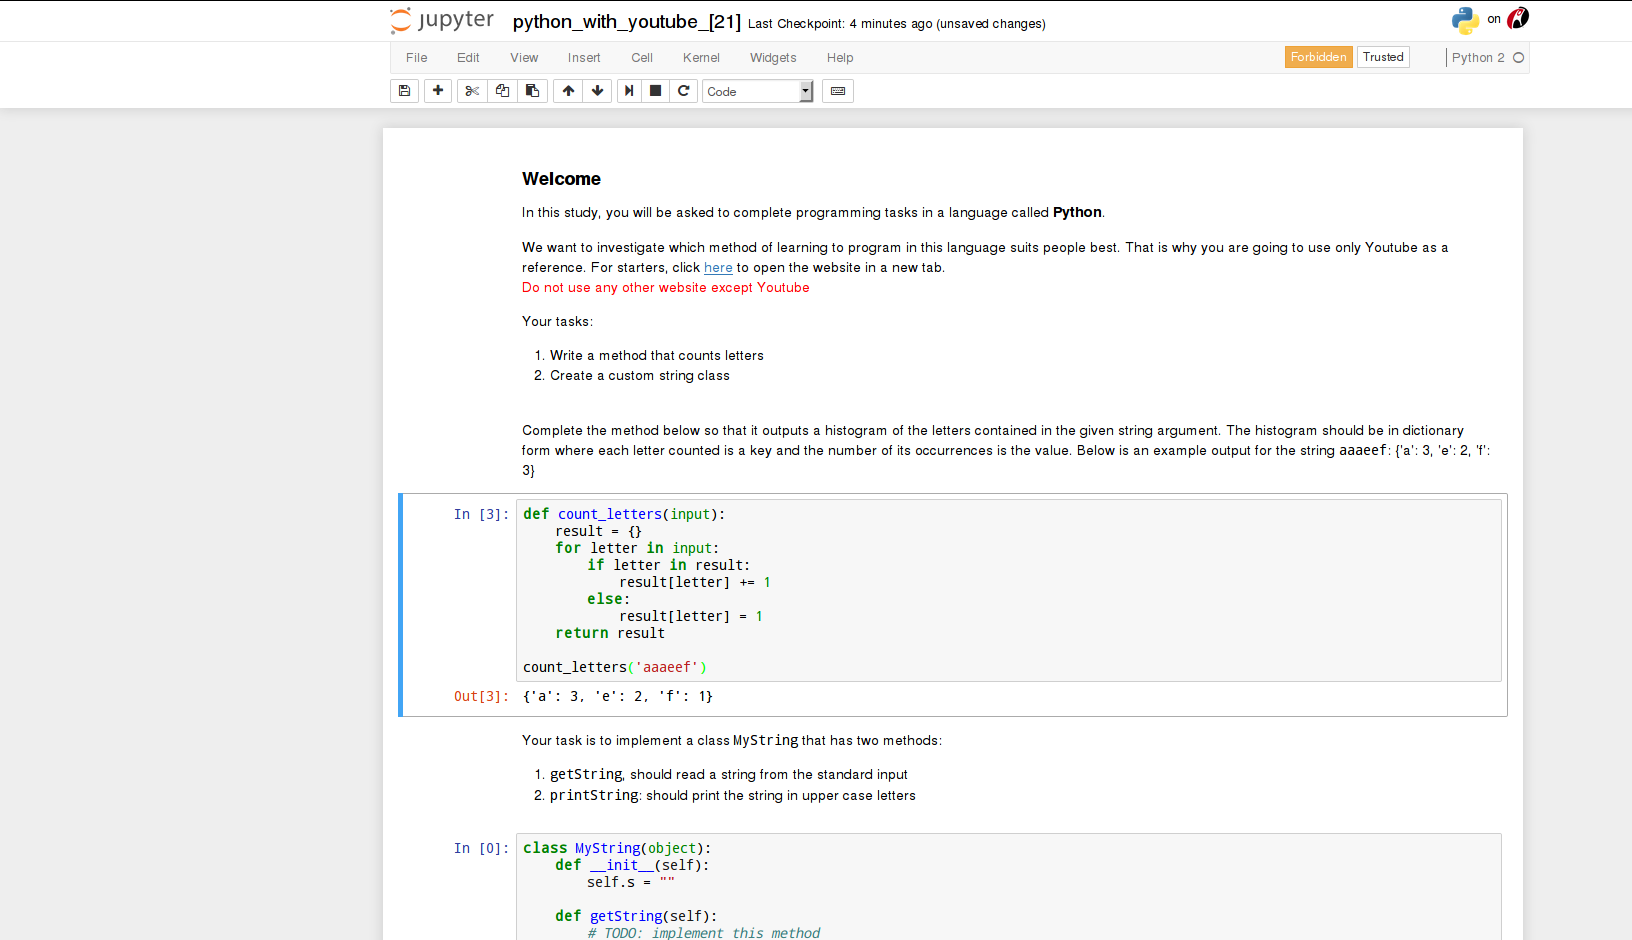 jupyter python_with_youtube_[21] Last Checkpoint: 4 minutes ago (unsaved changes) on
File Edit View Insert Cell Kernel Widgets Help Forbidden Trusted Python 2
Code
Welcome
In this study, you will be asked to complete programming tasks in a language called Python.
We want to investigate which method of learning to program in this language suits people best. That is why you are going to use only Youtube as a
reference. For starters, click here to open the website in a new tab.
Do not use any other website except Youtube
Your tasks:
1. Write a method that counts letters
2. Create a custom string class
Complete the method below so that it outputs a histogram of the letters contained in the given string argument. The histogram should be in dictionary
form where each letter counted is a key and the number of its occurrences is the value. Below is an example output for the string aaaeef: {'a': 3, 'e': 2, 'f':
3}
In [3]: def count_letters(input):
result = {}
for letter in input:
if letter in result:
result[letter] += 1
else:
result[letter] = 1
return result
count_letters('aaaeef')
Out[3]: {'a': 3, 'e': 2, 'f': 1}
Your task is to implement a class MyString that has two methods:
1. getString, should read a string from the standard input
2. printString: should print the string in upper case letters
In [0]: class MyString(object):
def __init__(self):
self.s = ""
def getString(self):
# TODO: implement this method